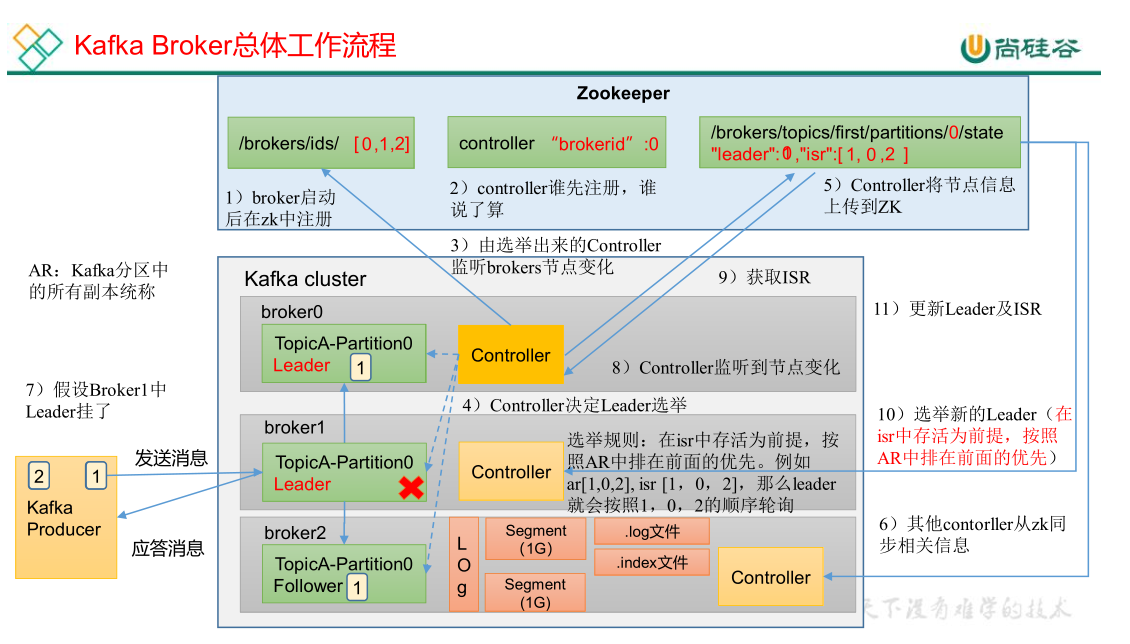 Kafka Broker总体工作流程
尚硅谷
Zookeeper
/brokers/ids/ [0,1,2]
controller “brokerid”:0
/brokers/topics/first/partitions/0/state
"leader": ,"isr":[1, 0 ,2 ]
1）broker启动
后在zk中注册
2）controller谁先注册，谁
说了算
5）Controller将节点信息
上传到ZK
3）由选举出来的Controller
监听brokers节点变化
9）获取ISR
AR：Kafka分区中
的所有副本统称
Kafka cluster
11）更新Leader及ISR
broker0
TopicA-Partition0
Leader
1
Controller
8）Controller监听到节点变化
7）假设Broker1中
Leader挂了
4）Controller决定Leader选举
10）选举新的Leader（在
isr中存活为前提，按照
AR中排在前面的优先）
broker1
TopicA-Partition0
Leader
Controller
选举规则：在isr中存活为前提，按
照AR中排在前面的优先。例如
ar[1,0,2], isr [1，0，2]，那么leader
就会按照1，0，2的顺序轮询
发送消息
2
1
Kafka
Producer
应答消息
6）其他contorller从zk同
步相关信息
broker2
TopicA-Partition0
Follower
1
LOg
Segment
(1G)
Segment
(1G)
.log文件
.index文件
Controller
天下没有难学的技术